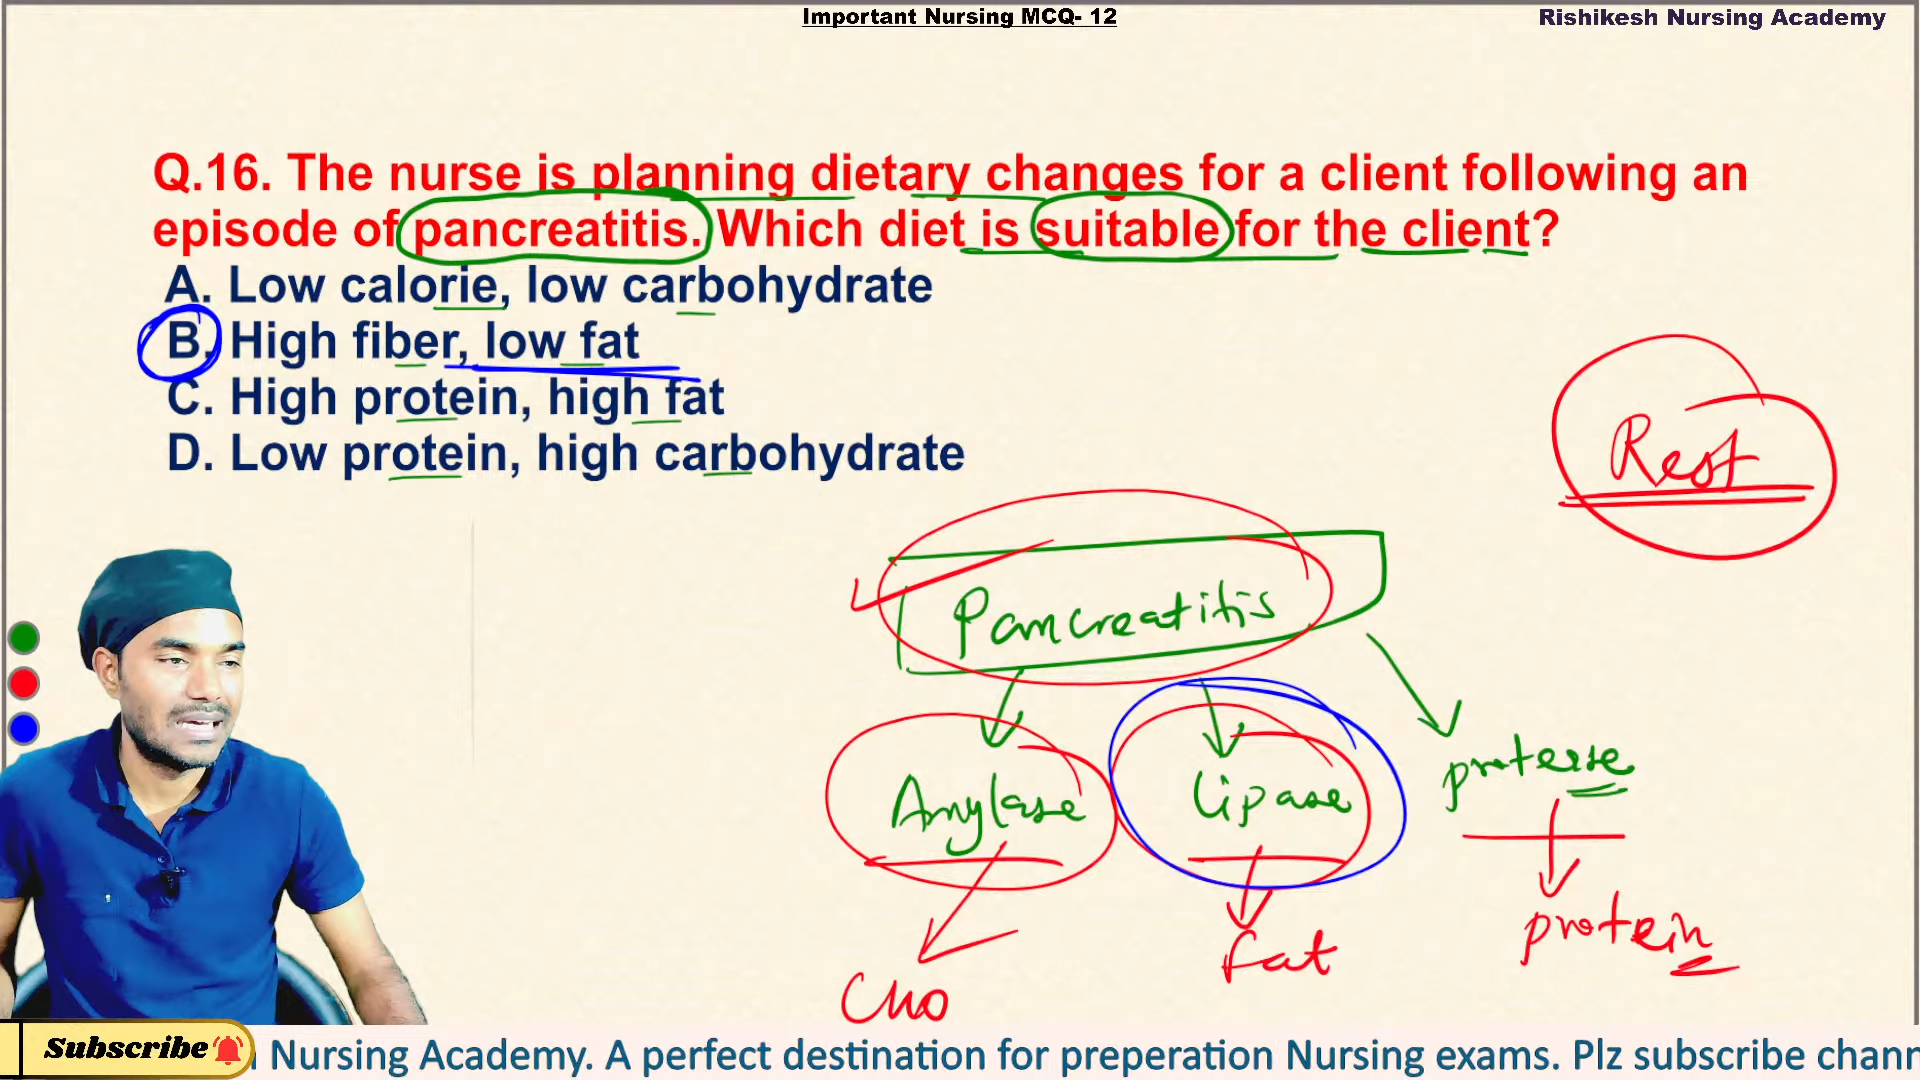 Important Nursing MCQ- 12
Rishikesh Nursing Academy
Q.16. The nurse is planning dietary changes for a client following an
episode of pancreatitis. Which diet is suitable for the client?
A. Low calorie, low carbohydrate
B. High fiber, low fat
C. High protein, high fat
D. Low protein, high carbohydrate
Rest
Pancreatitis
Amylase
Lipase
protease
protein
fat
CHO
Subscribe
Nursing Academy. A perfect destination for preperation Nursing exams. Plz subscribe